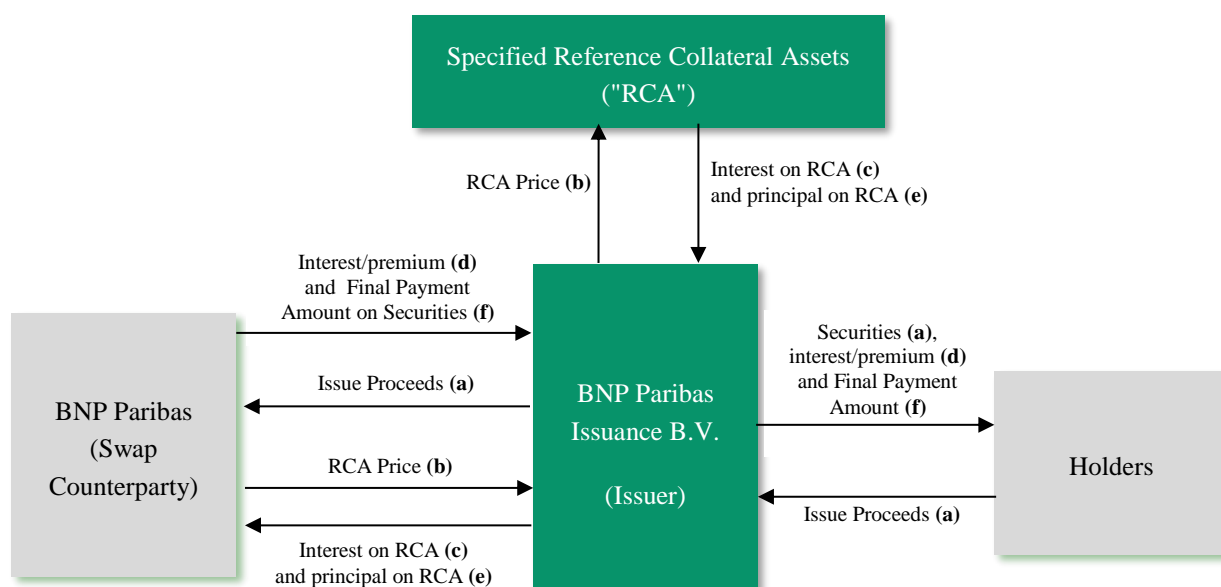 Specified Reference Collateral Assets
("RCA")
RCA Price (b)
Interest on RCA (c)
and principal on RCA (e)
Interest/premium (d)
and Final Payment
Amount on Securities (f)
Issue Proceeds (a)
RCA Price (b)
Interest on RCA (c)
and principal on RCA (e)
BNP Paribas
(Swap
Counterparty)
BNP Paribas
Issuance B.V.
(Issuer)
Securities (a),
interest/premium (d)
and Final Payment
Amount (f)
Issue Proceeds (a)
Holders